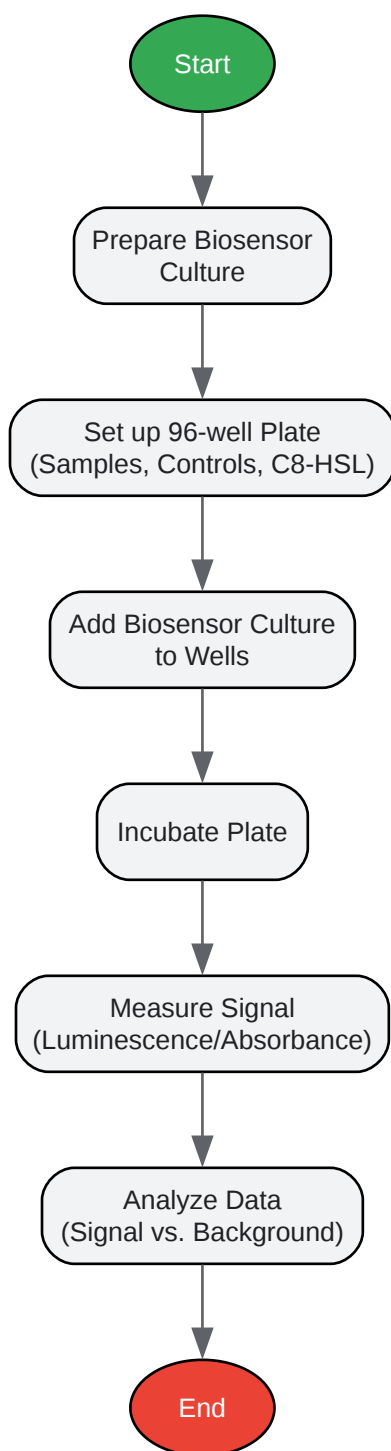 Start
Prepare Biosensor
Culture
Set up 96-well Plate
(Samples, Controls, C8-HSL)
Add Biosensor Culture
to Wells
Incubate Plate
Measure Signal
(Luminescence/Absorbance)
Analyze Data
(Signal vs. Background)
End